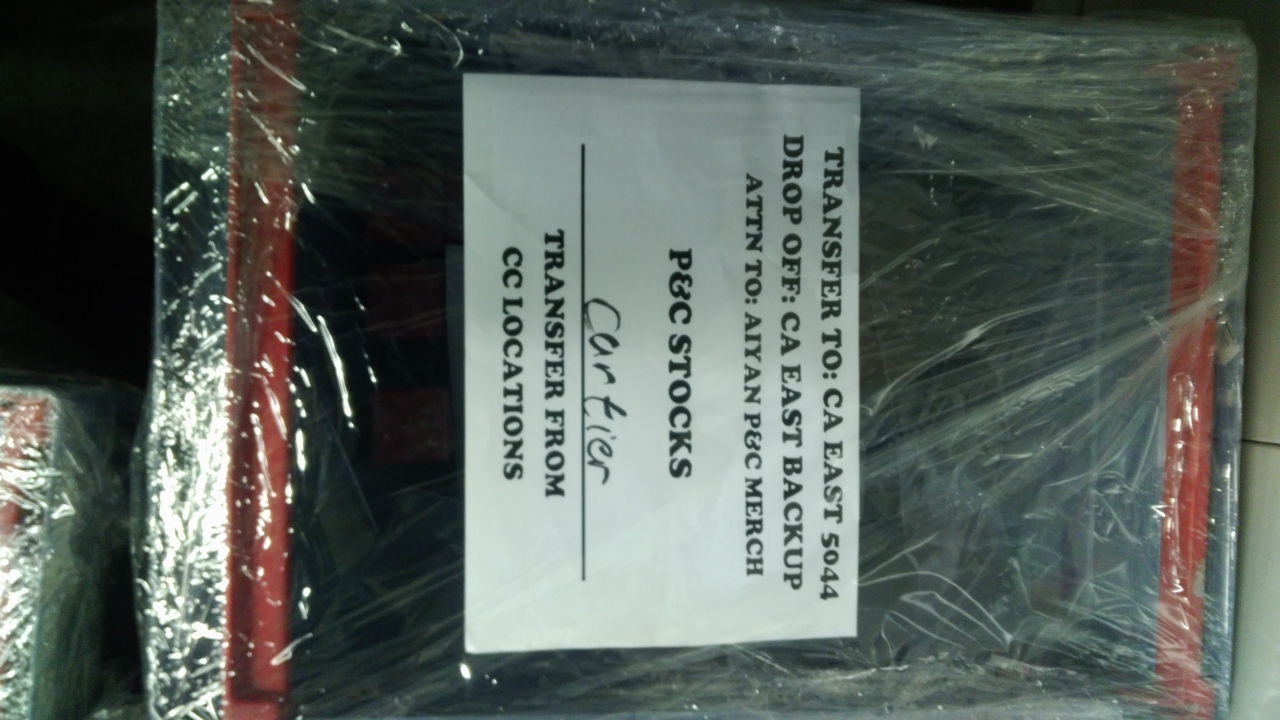 TRANSFER TO: CA EAST 5044
DROP OFF: CA EAST BACKUP
ATTN TO: AIYAN P&C MERCH
P&C STOCKS
Cartier
TRANSFER FROM
CC LOCATIONS